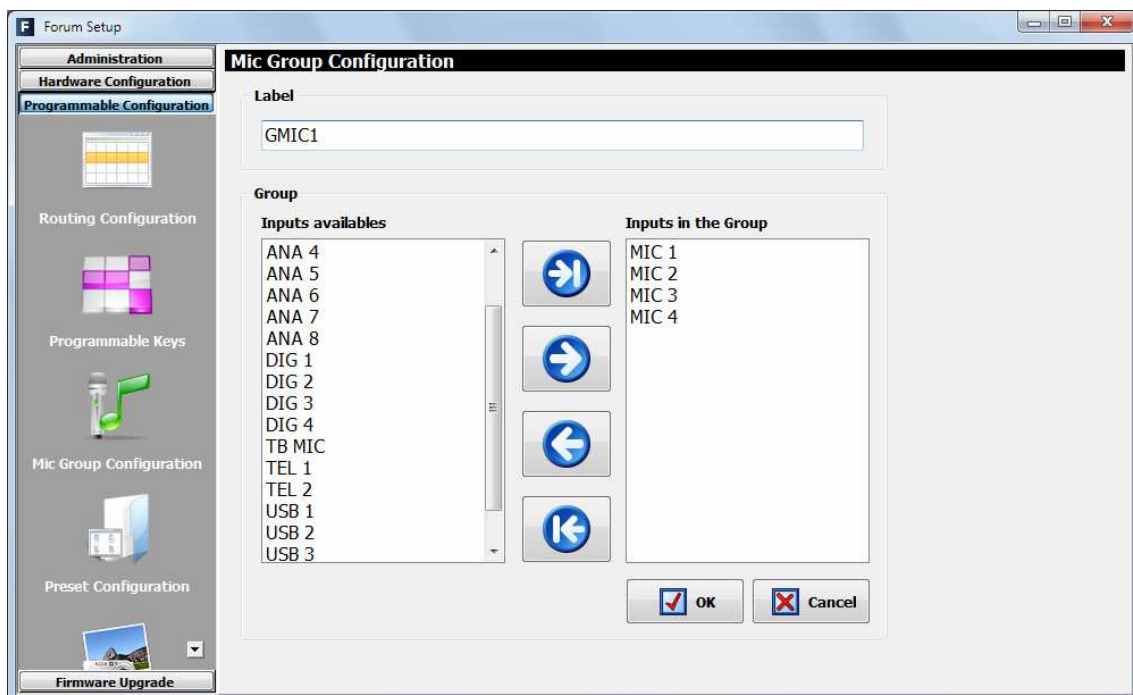 Forum Setup
Administration
Hardware Configuration
Programmable Configuration
Routing Configuration
Programmable Keys
Mic Group Configuration
Preset Configuration
Firmware Upgrade
Mic Group Configuration
Label
GMIC1
Group
Inputs availables
ANA 4
ANA 5
ANA 6
ANA 7
ANA 8
DIG 1
DIG 2
DIG 3
DIG 4
TB MIC
TEL 1
TEL 2
USB 1
USB 2
USB 3
Inputs in the Group
MIC 1
MIC 2
MIC 3
MIC 4
OK
Cancel